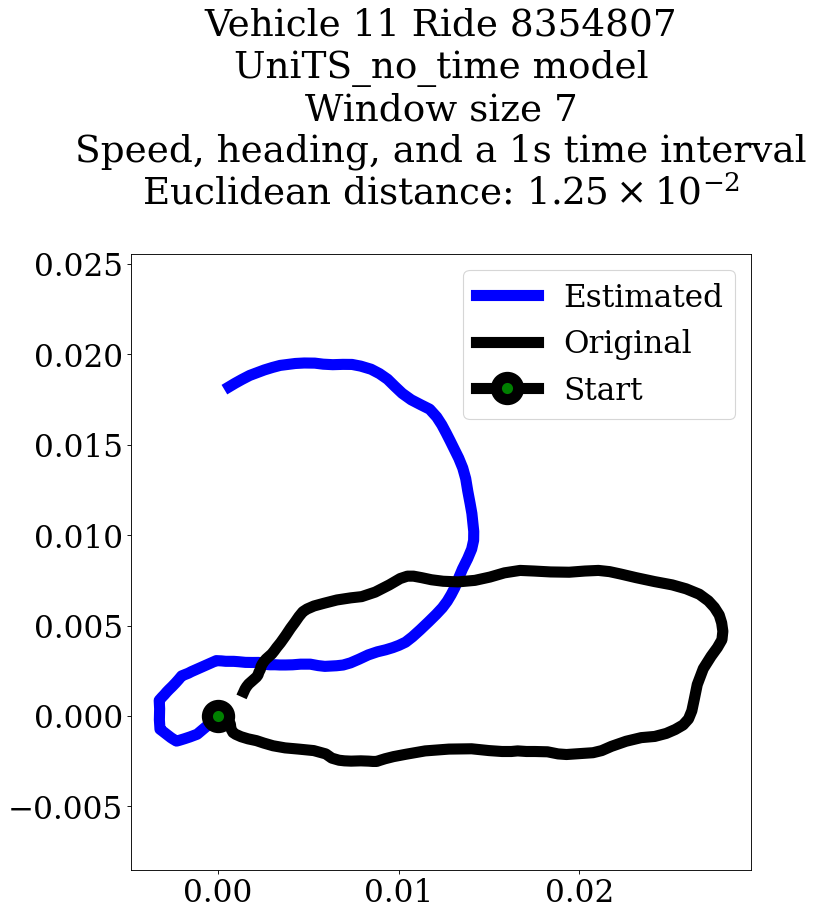 Vehicle 11 Ride 8354807
UniTS_no_time model
Window size 7
Speed, heading, and a 1s time interval
Euclidean distance: 1.25 × 10⁻²
0.025
0.020
0.015
0.010
0.005
0.000
−0.005
0.00 0.01 0.02
Estimated
Original
Start